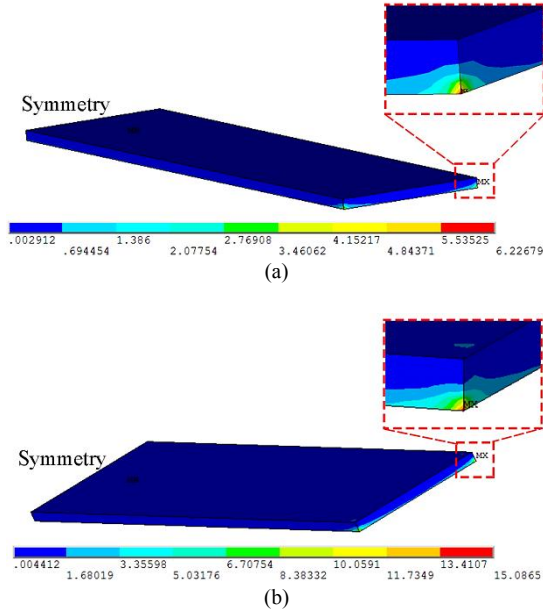 Symmetry
MX
.002912 1.386 2.76908 4.15217 5.53525
.694454 2.07754 3.46062 4.84371 6.22679
(a)
MX
Symmetry
MX
.004412 3.35598 6.70754 10.0591 13.4107
1.68019 5.03176 8.38332 11.7349 15.0865
(b)